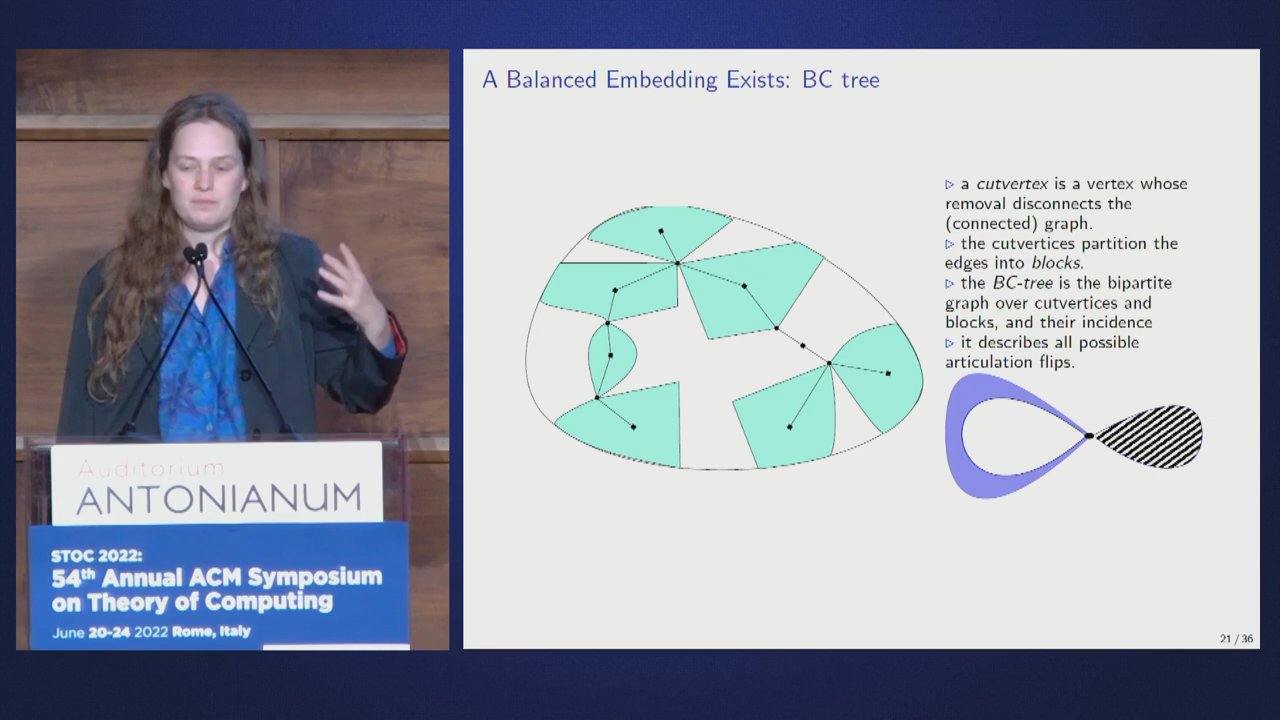 A Balanced Embedding Exists: BC tree
▷ a cutvertex is a vertex whose
removal disconnects the
(connected) graph.
▷ the cutvertices partition the
edges into blocks.
▷ the BC-tree is the bipartite
graph over cutvertices and
blocks, and their incidence
▷ it describes all possible
articulation flips.
21 / 36
Auditorium
ANTONIANUM
STOC 2022:
54th Annual ACM Symposium
on Theory of Computing
June 20-24 2022 Rome, Italy